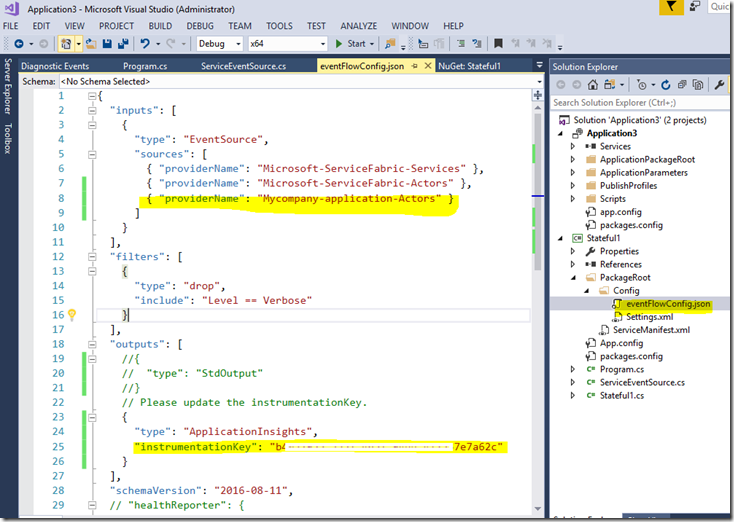 Application3 - Microsoft Visual Studio (Administrator)
FILE EDIT VIEW PROJECT BUILD DEBUG TEAM TOOLS TEST ANALYZE WINDOW HELP
Debug x64 Start
Server Explorer
Toolbox
Diagnostic Events Program.cs ServiceEventSource.cs eventFlowConfig.json NuGet: Stateful1
Schema: <No Schema Selected>
1 {
2 "inputs": [
3 {
4 "type": "EventSource",
5 "sources": [
6 { "providerName": "Microsoft-ServiceFabric-Services" },
7 { "providerName": "Microsoft-ServiceFabric-Actors" },
8 { "providerName": "Mycompany-application-Actors" }
9 ]
10 }
11 ],
12 "filters": [
13 {
14 "type": "drop",
15 "include": "Level == Verbose"
16 }
17 ],
18 "outputs": [
19 //{
20 // "type": "StdOutput"
21 //}
22 // Please update the instrumentationKey.
23 {
24 "type": "ApplicationInsights",
25 "instrumentationKey": "b4 7e7a62c"
26 }
27 ],
28 "schemaVersion": "2016-08-11",
29 // "healthReporter": {
100 %
Solution Explorer
Search Solution Explorer (Ctrl+;)
Solution 'Application3' (2 projects)
Application3
Services
ApplicationPackageRoot
ApplicationParameters
PublishProfiles
Scripts
app.config
packages.config
Stateful1
Properties
References
PackageRoot
Config
eventFlowConfig.json
Settings.xml
ServiceManifest.xml
App.config
packages.config
Program.cs
ServiceEventSource.cs
Stateful1.cs